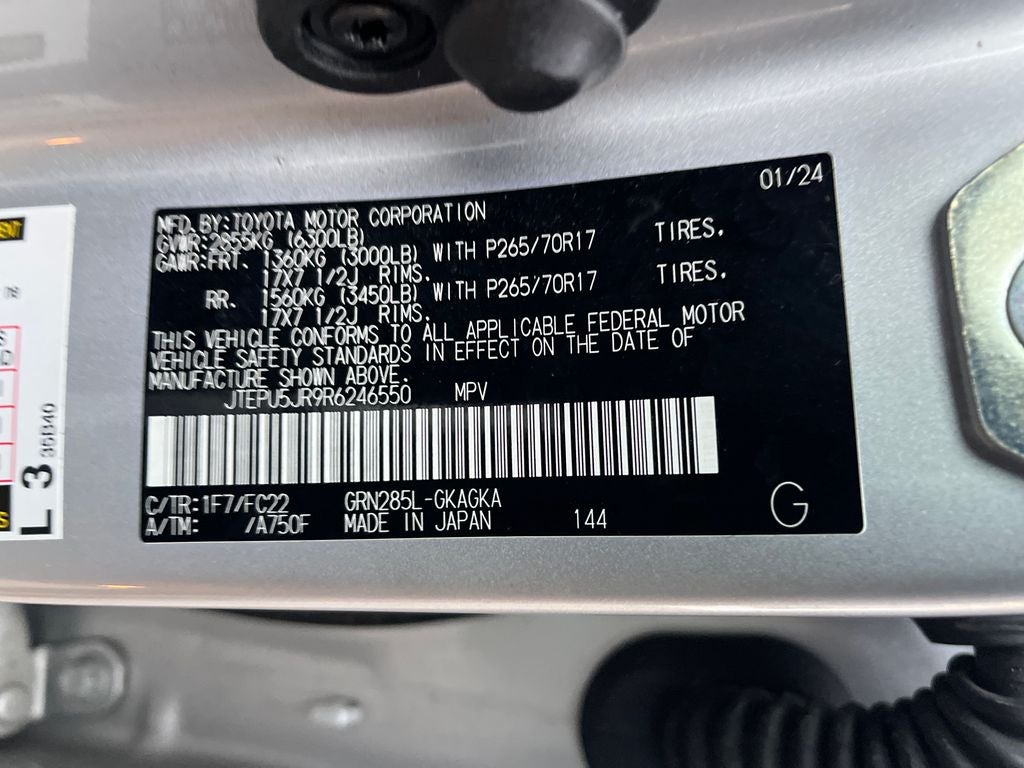 01/24
MFD. BY:TOYOTA MOTOR CORPORATION
GVWR:2855KG (6300LB)
GAWR:FRT. 1360KG (3000LB) WITH P265/70R17 TIRES.
17X7 1/2J RIMS.
RR. 1560KG (3450LB) WITH P265/70R17 TIRES.
17X7 1/2J RIMS.
THIS VEHICLE CONFORMS TO ALL APPLICABLE FEDERAL MOTOR
VEHICLE SAFETY STANDARDS IN EFFECT ON THE DATE OF
MANUFACTURE SHOWN ABOVE.
JTEPU5JR9R6246550 MPV
C/TR:1F7/FC22 GRN285L-GKAGKA
A/TM: /A750F MADE IN JAPAN 144
G
L3
35B40